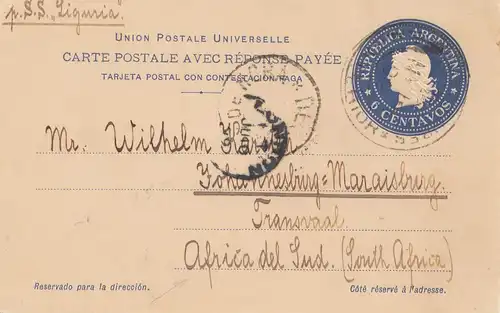 p. S.S. "Liguria."
UNION POSTALE UNIVERSELLE
CARTE POSTALE AVEC RÉPONSE PAYÉE
TARJETA POSTAL CON CONTESTACION PAGA
REPUBLICA ARGENTINA
6 CENTAVOS
LONDON
Mr. Wilhelm
Johannesburg-Maraisburg.
Transvaal
Africa del Sud. (South Africa)
Reservado para la dirección.
Côté réservé à l'adresse.